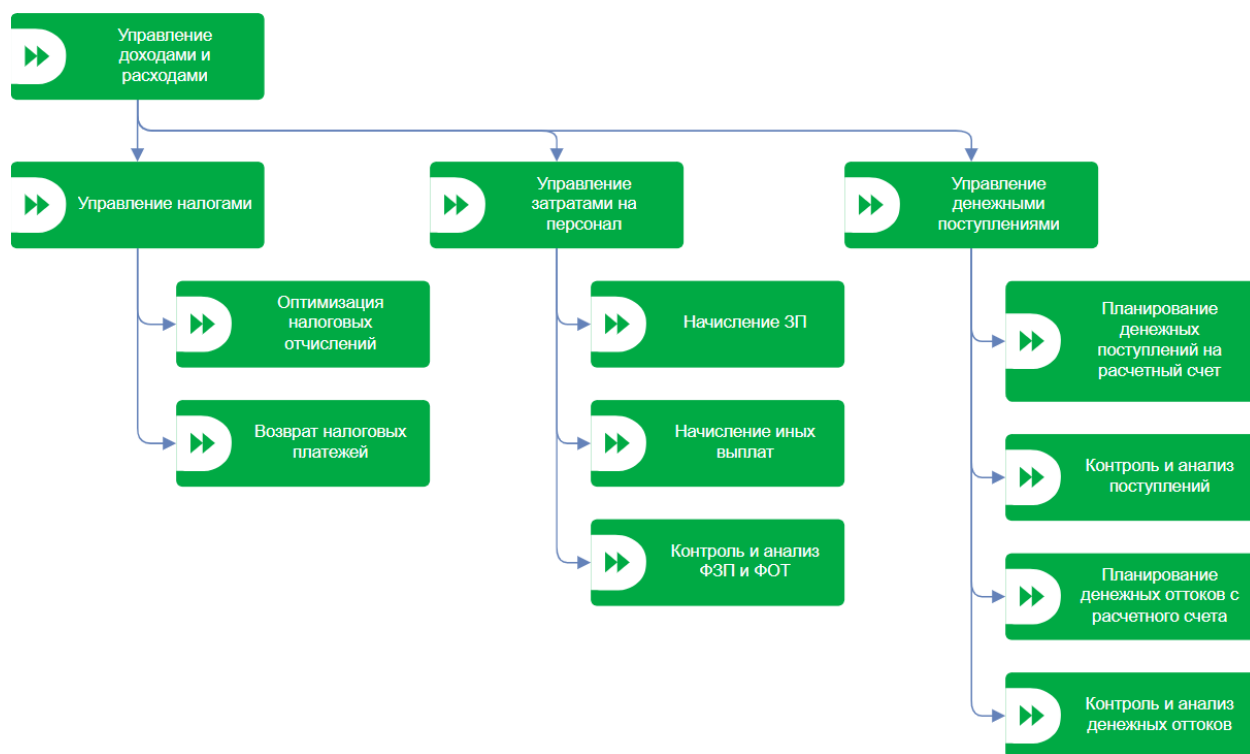 Управление
доходами и
расходами
Управление налогами
Управление
затратами на
персонал
Управление
денежными
поступлениями
Оптимизация
налоговых
отчислений
Возврат налоговых
платежей
Начисление ЗП
Начисление иных
выплат
Контроль и анализ
ФЗП и ФОТ
Планирование
денежных
поступлений на
расчетный счет
Контроль и анализ
поступлений
Планирование
денежных оттоков с
расчетного счета
Контроль и анализ
денежных оттоков